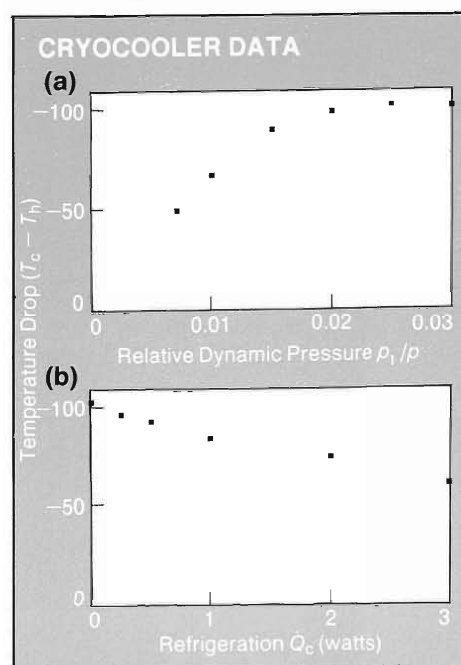 CRYOCOOLER DATA
(a)
−100
−50
0
0 0.01 0.02 0.03
Relative Dynamic Pressure p₁/p
Temperature Drop (Tc − Th)
(b)
−100
−50
0
0 1 2 3
Refrigeration Qc (watts)